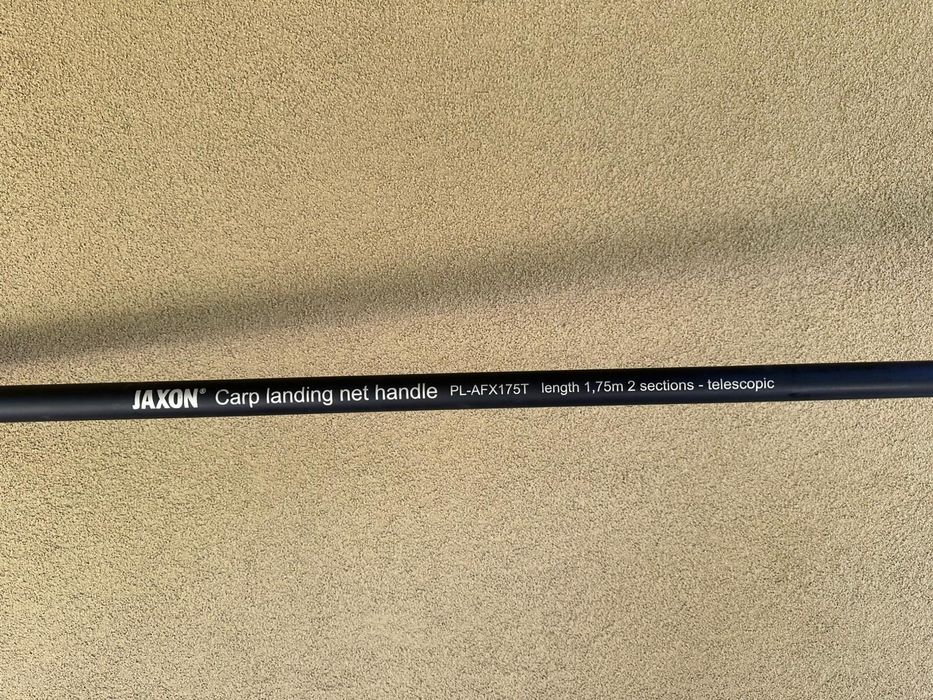 JAXON® Carp landing net handle PL-AFX175T length 1,75m 2 sections - telescopic